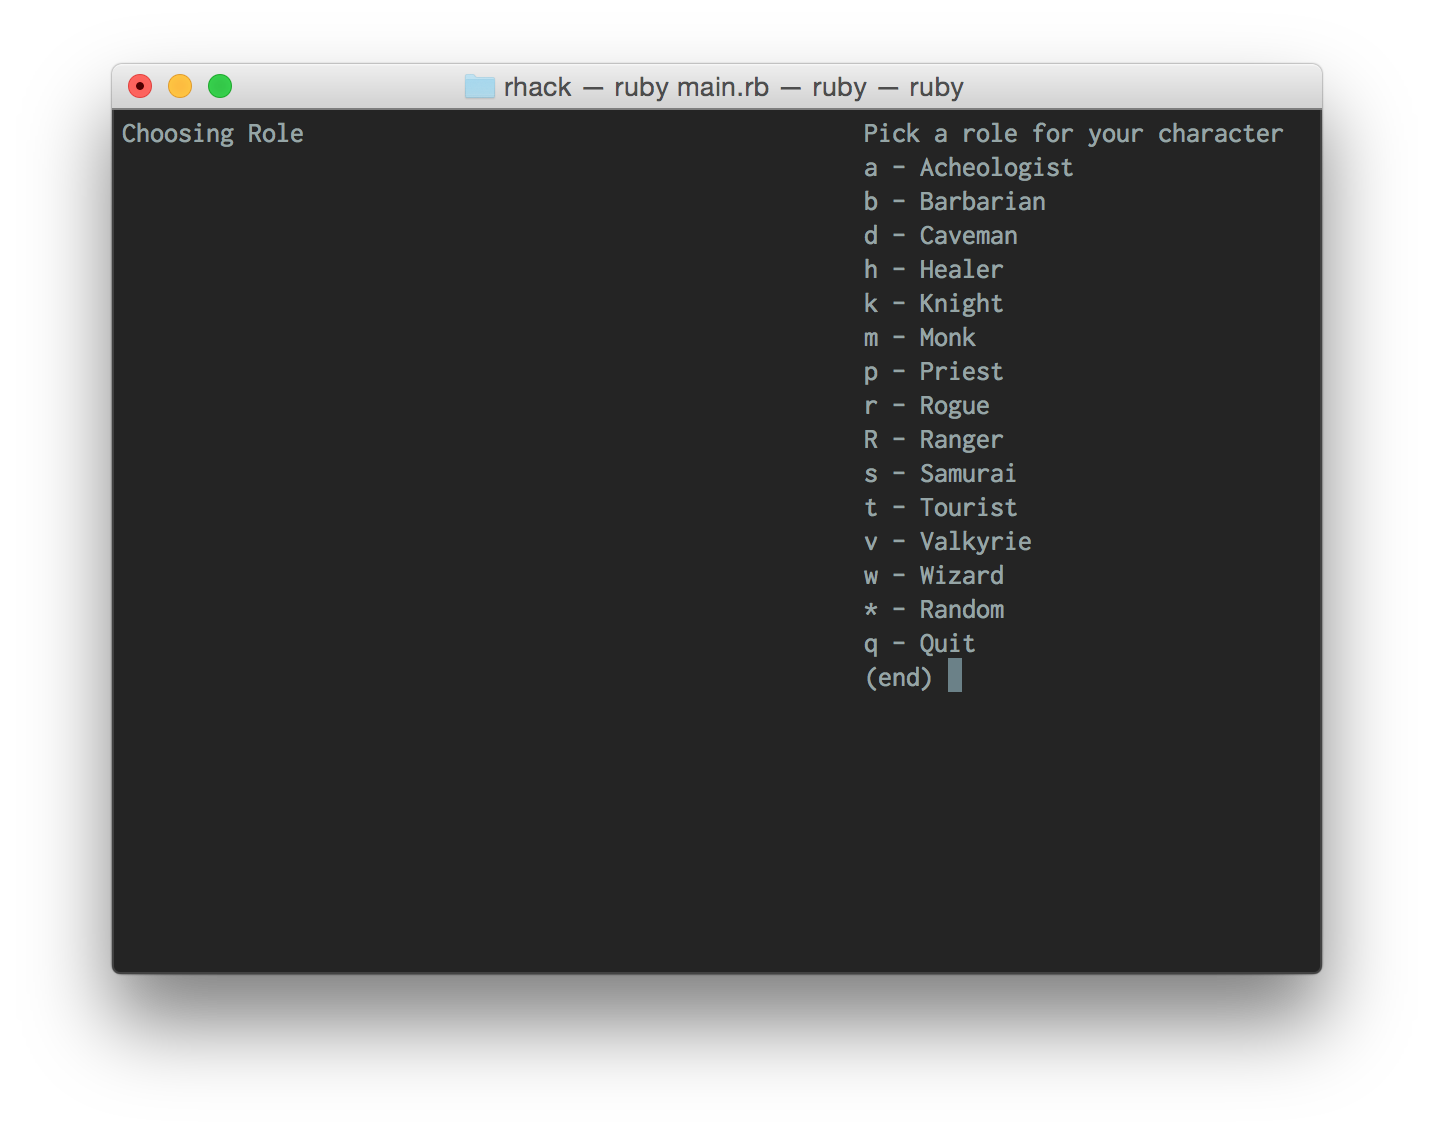 rhack — ruby main.rb — ruby — ruby
Choosing Role
Pick a role for your character
a - Acheologist
b - Barbarian
d - Caveman
h - Healer
k - Knight
m - Monk
p - Priest
r - Rogue
R - Ranger
s - Samurai
t - Tourist
v - Valkyrie
w - Wizard
* - Random
q - Quit
(end)